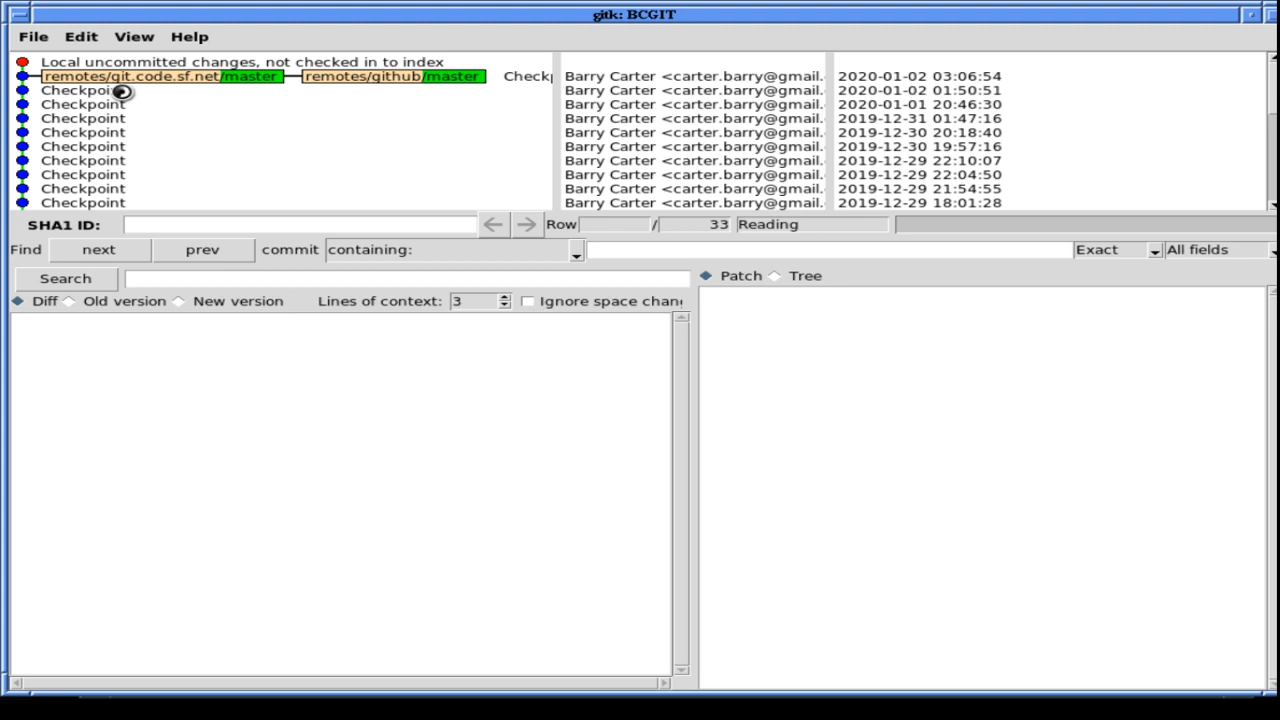 gitk: BCGIT
File Edit View Help
Local uncommitted changes, not checked in to index
remotes/git.code.sf.net/master remotes/github/master Check Barry Carter <carter.barry@gmail. 2020-01-02 03:06:54
Checkpoi Barry Carter <carter.barry@gmail. 2020-01-02 01:50:51
Checkpoint Barry Carter <carter.barry@gmail. 2020-01-01 20:46:30
Checkpoint Barry Carter <carter.barry@gmail. 2019-12-31 01:47:16
Checkpoint Barry Carter <carter.barry@gmail. 2019-12-30 20:18:40
Checkpoint Barry Carter <carter.barry@gmail. 2019-12-30 19:57:16
Checkpoint Barry Carter <carter.barry@gmail. 2019-12-29 22:10:07
Checkpoint Barry Carter <carter.barry@gmail. 2019-12-29 22:04:50
Checkpoint Barry Carter <carter.barry@gmail. 2019-12-29 21:54:55
Checkpoint Barry Carter <carter.barry@gmail. 2019-12-29 18:01:28
SHA1 ID: Row / 33 Reading
Find next prev commit containing: Exact All fields
Search Patch Tree
Diff Old version New version Lines of context: 3 Ignore space chan